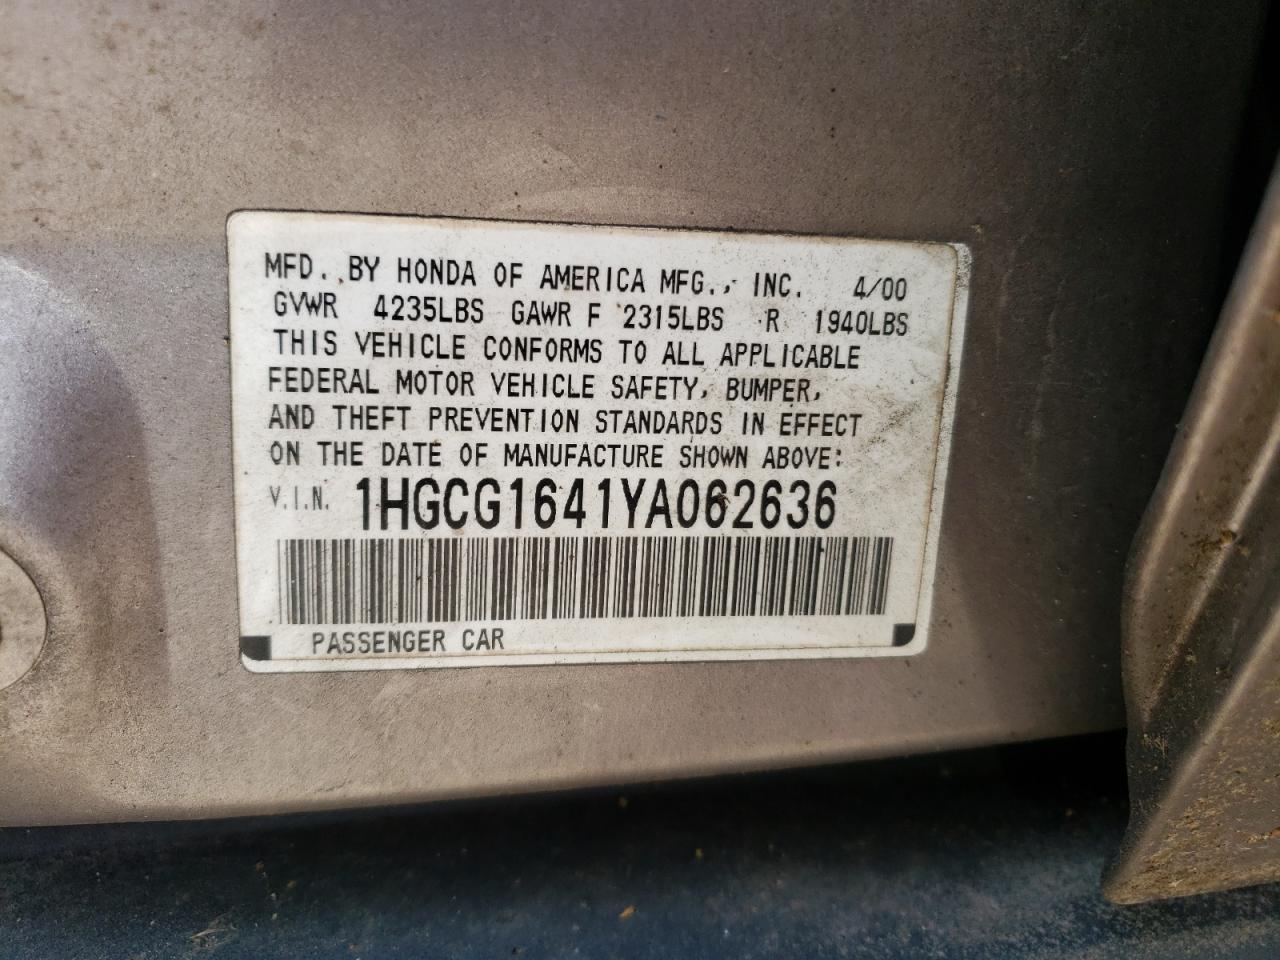 MFD. BY HONDA OF AMERICA MFG., INC. 4/00
GVWR 4235LBS GAWR F 2315LBS R 1940LBS
THIS VEHICLE CONFORMS TO ALL APPLICABLE
FEDERAL MOTOR VEHICLE SAFETY, BUMPER,
AND THEFT PREVENTION STANDARDS IN EFFECT
ON THE DATE OF MANUFACTURE SHOWN ABOVE:
V.I.N. 1HGCG1641YA062636
PASSENGER CAR